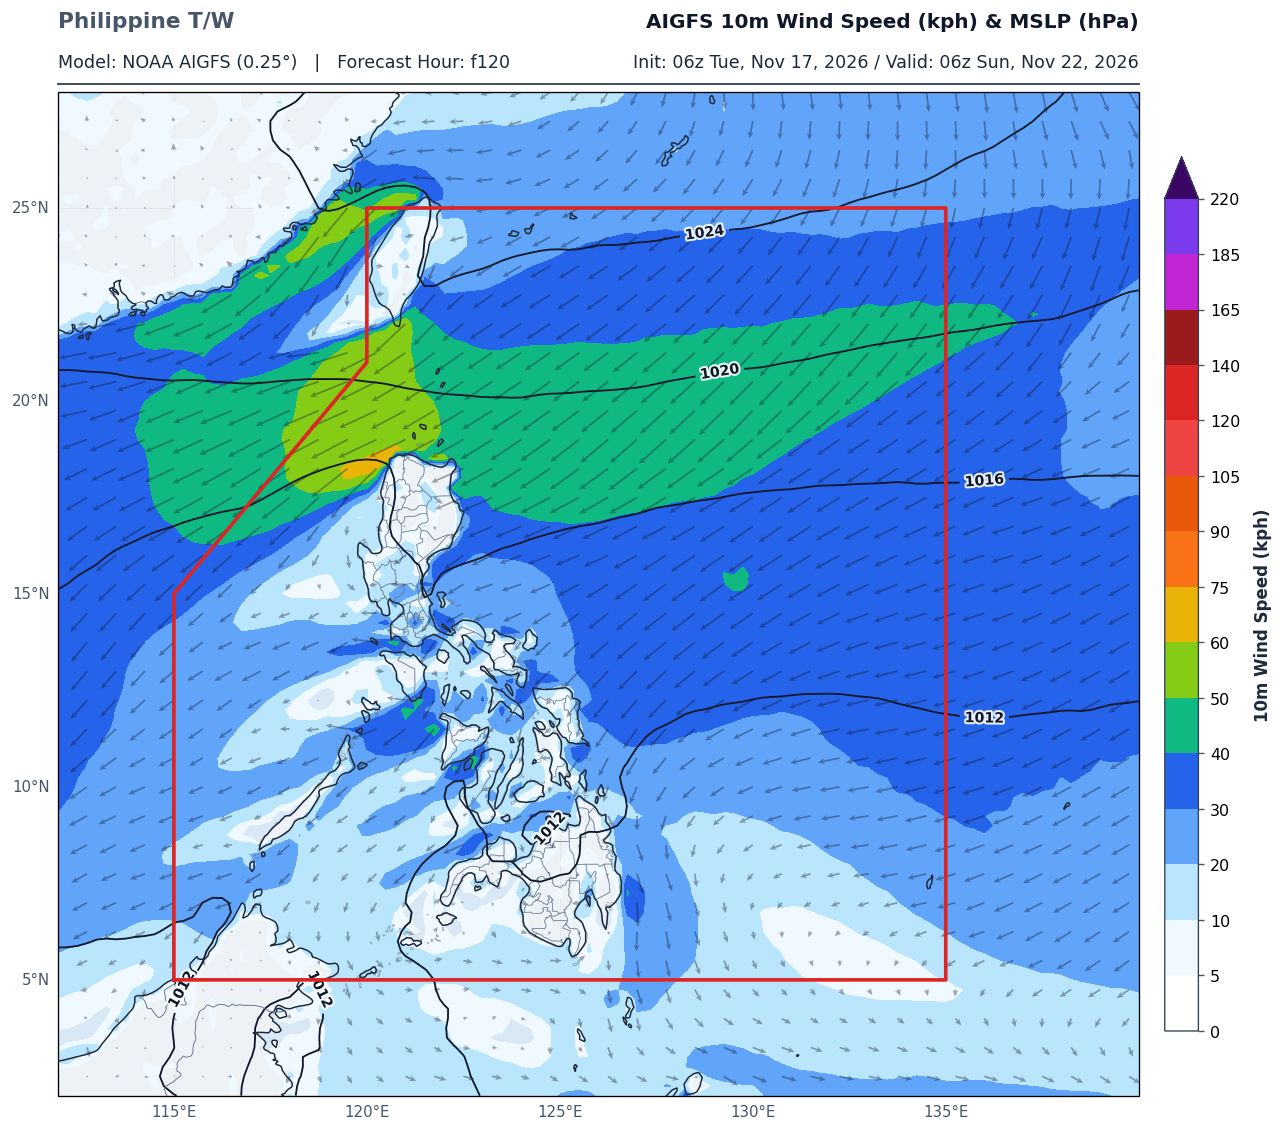 Philippine T/W
AIGFS 10m Wind Speed (kph) & MSLP (hPa)
Model: NOAA AIGFS (0.25°) | Forecast Hour: f120
Init: 06z Tue, Nov 17, 2026 / Valid: 06z Sun, Nov 22, 2026
25°N
20°N
15°N
10°N
5°N
115°E
120°E
125°E
130°E
135°E
1024
1020
1016
1012
1012
1012
1012
220
185
165
140
120
105
90
75
60
50
40
30
20
10
5
0
10m Wind Speed (kph)